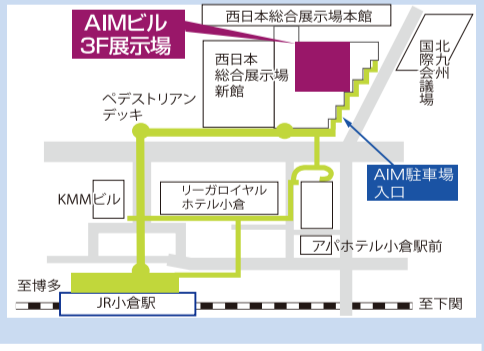 西日本総合展示場本館
AIMビル
3F展示場
西日本
総合展示場
新館
北九州
国際会議場
ペデストリアン
デッキ
AIM駐車場
入口
KMMビル
リーガロイヤル
ホテル小倉
アパホテル小倉駅前
至博多
JR小倉駅
至下関